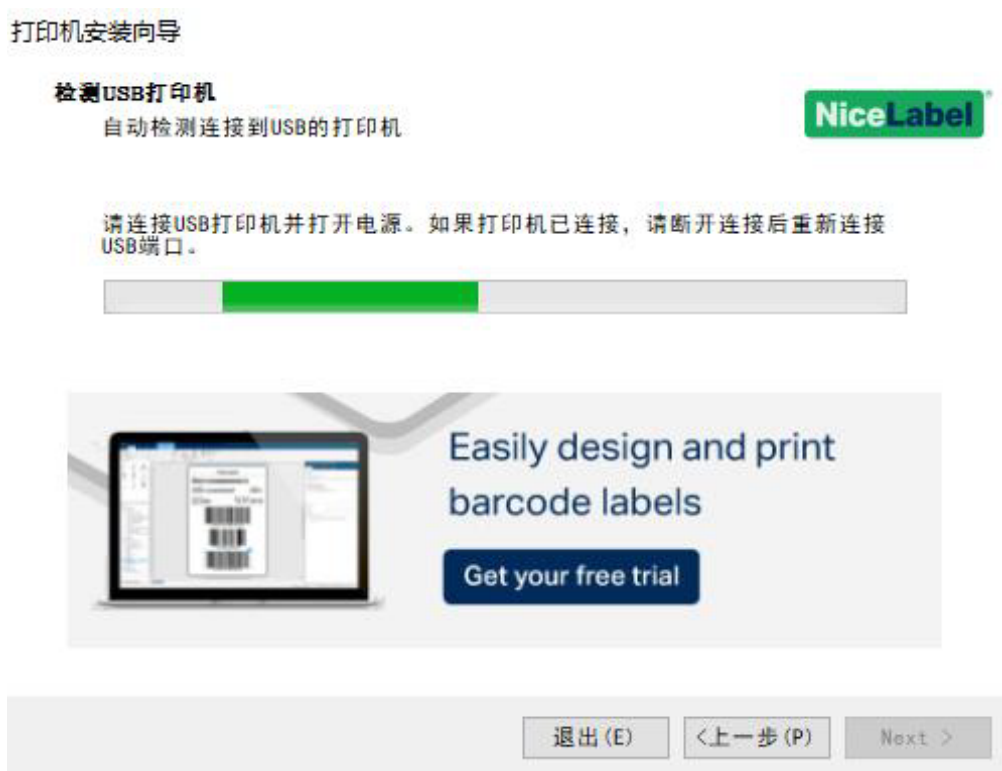 打印机安装向导
检测USB打印机
自动检测连接到USB的打印机
NiceLabel®
请连接USB打印机并打开电源。如果打印机已连接，请断开连接后重新连接
USB端口。
Easily design and print
barcode labels
Get your free trial
退出(E)
<上一步(P)
Next >